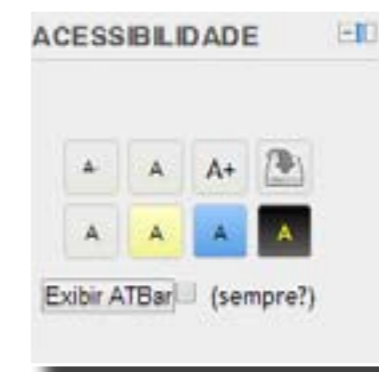 ACESSIBILIDADE
A- A A+
A A A A
Exibir ATBar (sempre?)